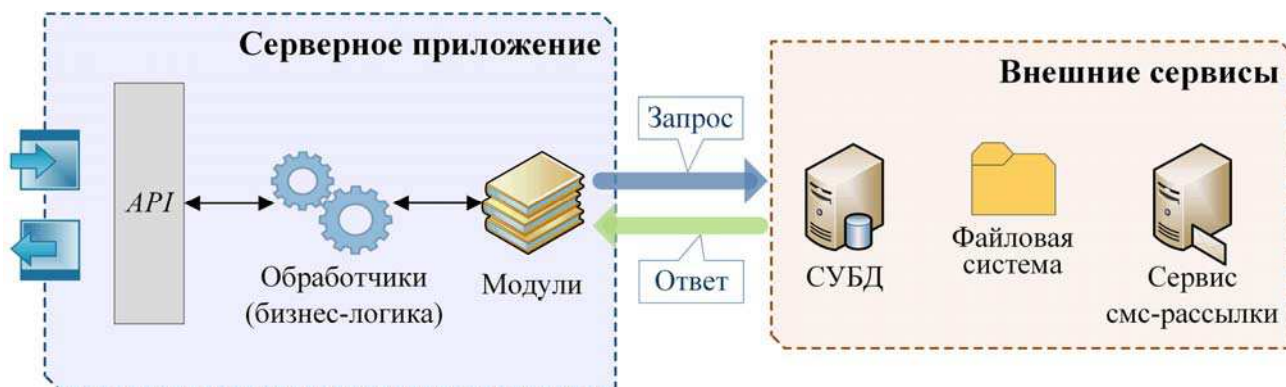 Серверное приложение
API
Обработчики
(бизнес-логика)
Модули
Запрос
Ответ
Внешние сервисы
СУБД
Файловая
система
Сервис
смс-рассылки